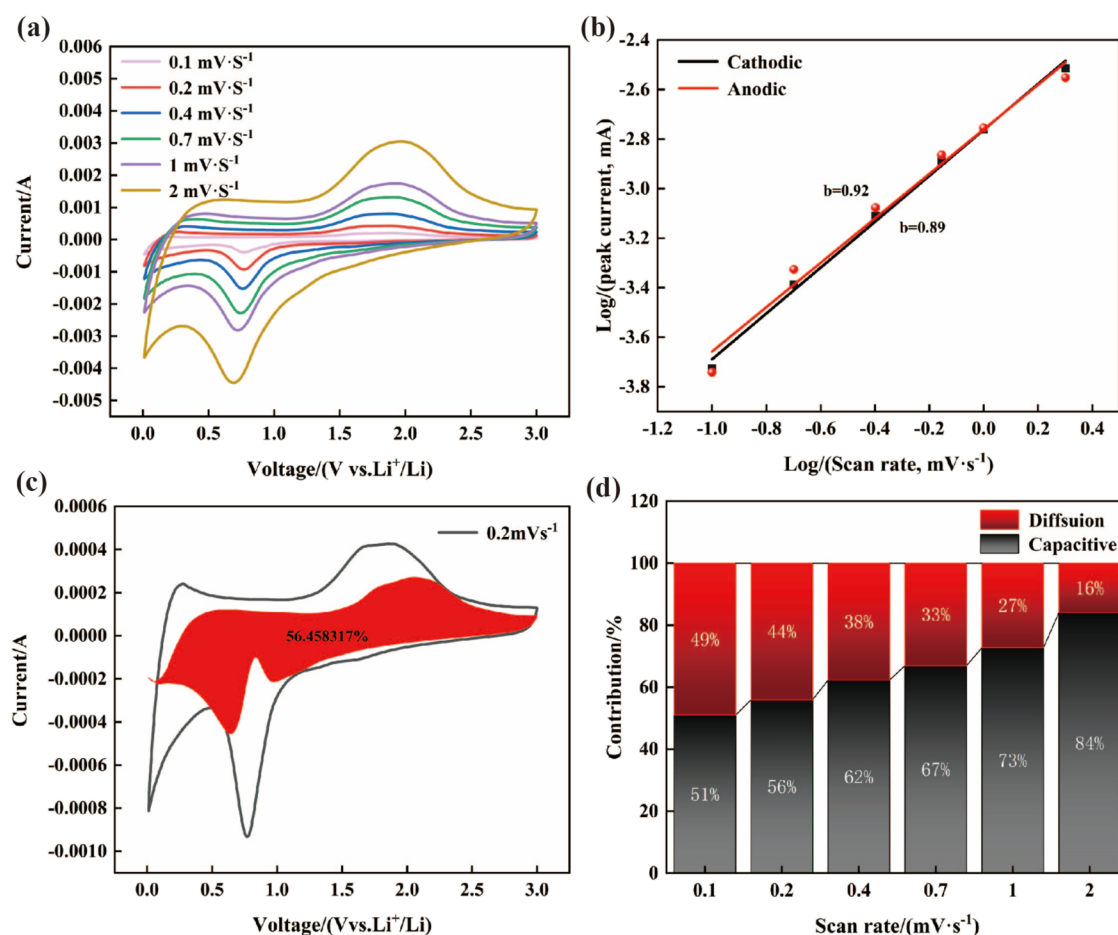 (a)
0.006
0.005
0.004
0.003
0.002
0.001
0.000
-0.001
-0.002
-0.003
-0.004
-0.005
Current/A
0.1 mV·S⁻¹
0.2 mV·S⁻¹
0.4 mV·S⁻¹
0.7 mV·S⁻¹
1 mV·S⁻¹
2 mV·S⁻¹
0.0 0.5 1.0 1.5 2.0 2.5 3.0
Voltage/(V vs.Li⁺/Li)
(b)
-2.4
-2.6
-2.8
-3.0
-3.2
-3.4
-3.6
-3.8
Log/(peak current, mA)
Cathodic
Anodic
b=0.92
b=0.89
-1.2 -1.0 -0.8 -0.6 -0.4 -0.2 0.0 0.2 0.4
Log/(Scan rate, mV·s⁻¹)
(c)
0.0006
0.0004
0.0002
0.0000
-0.0002
-0.0004
-0.0006
-0.0008
-0.0010
Current/A
0.2mVs⁻¹
56.458317%
0.0 0.5 1.0 1.5 2.0 2.5 3.0
Voltage/(Vvs.Li⁺/Li)
(d)
120
100
80
60
40
20
0
Contribution/%
Diffsuion
Capacitive
49% 44% 38% 33% 27% 16%
51% 56% 62% 67% 73% 84%
0.1 0.2 0.4 0.7 1 2
Scan rate/(mV·s⁻¹)